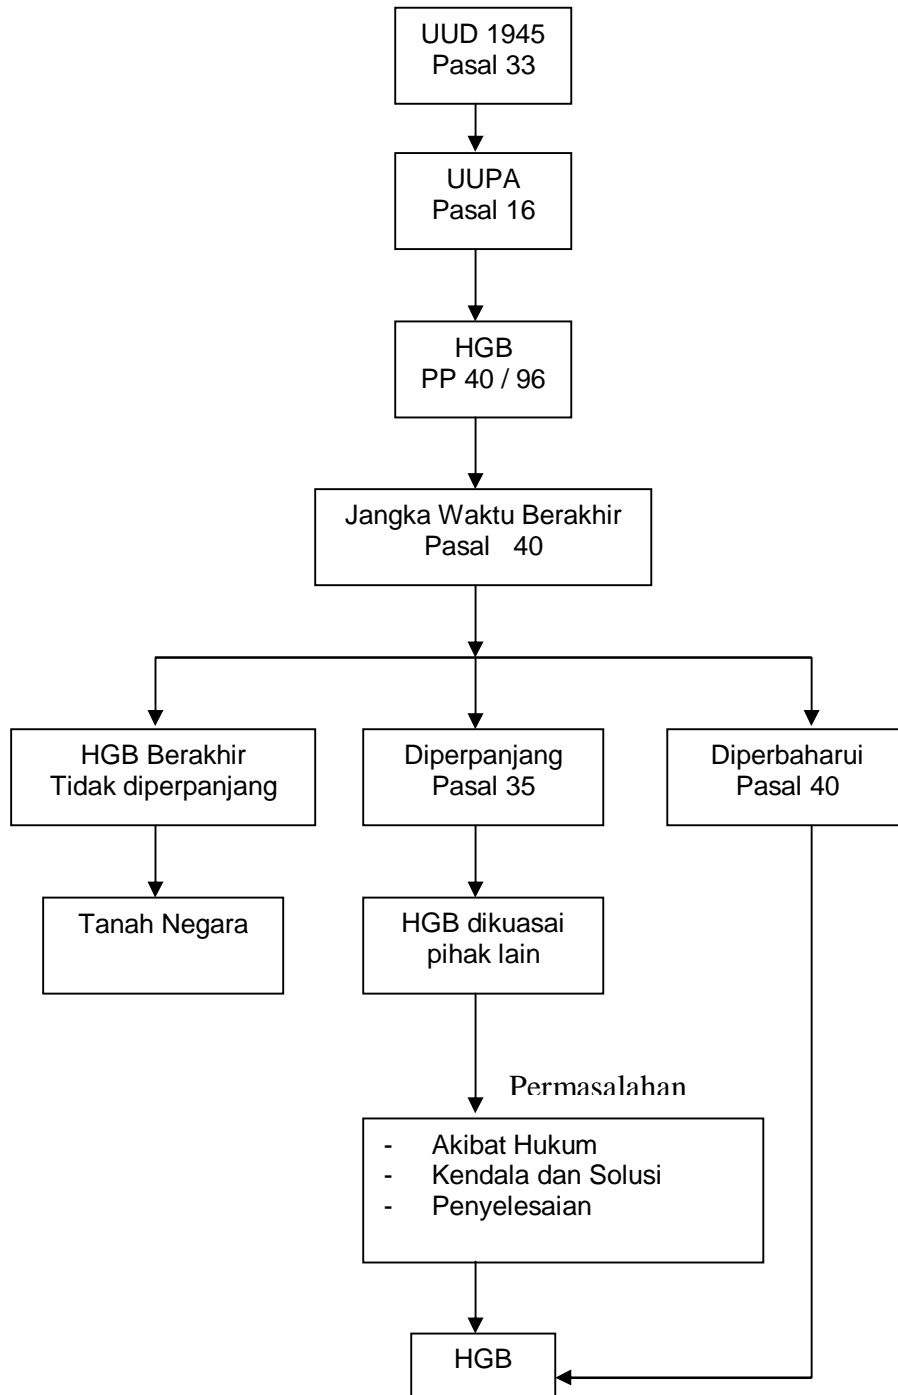 UUD 1945
Pasal 33
UUPA
Pasal 16
HGB
PP 40 / 96
Jangka Waktu Berakhir
Pasal 40
HGB Berakhir
Tidak diperpanjang
Diperpanjang
Pasal 35
Diperbaharui
Pasal 40
Tanah Negara
HGB dikuasai
pihak lain
Permasalahan
- Akibat Hukum
- Kendala dan Solusi
- Penyelesaian
HGB